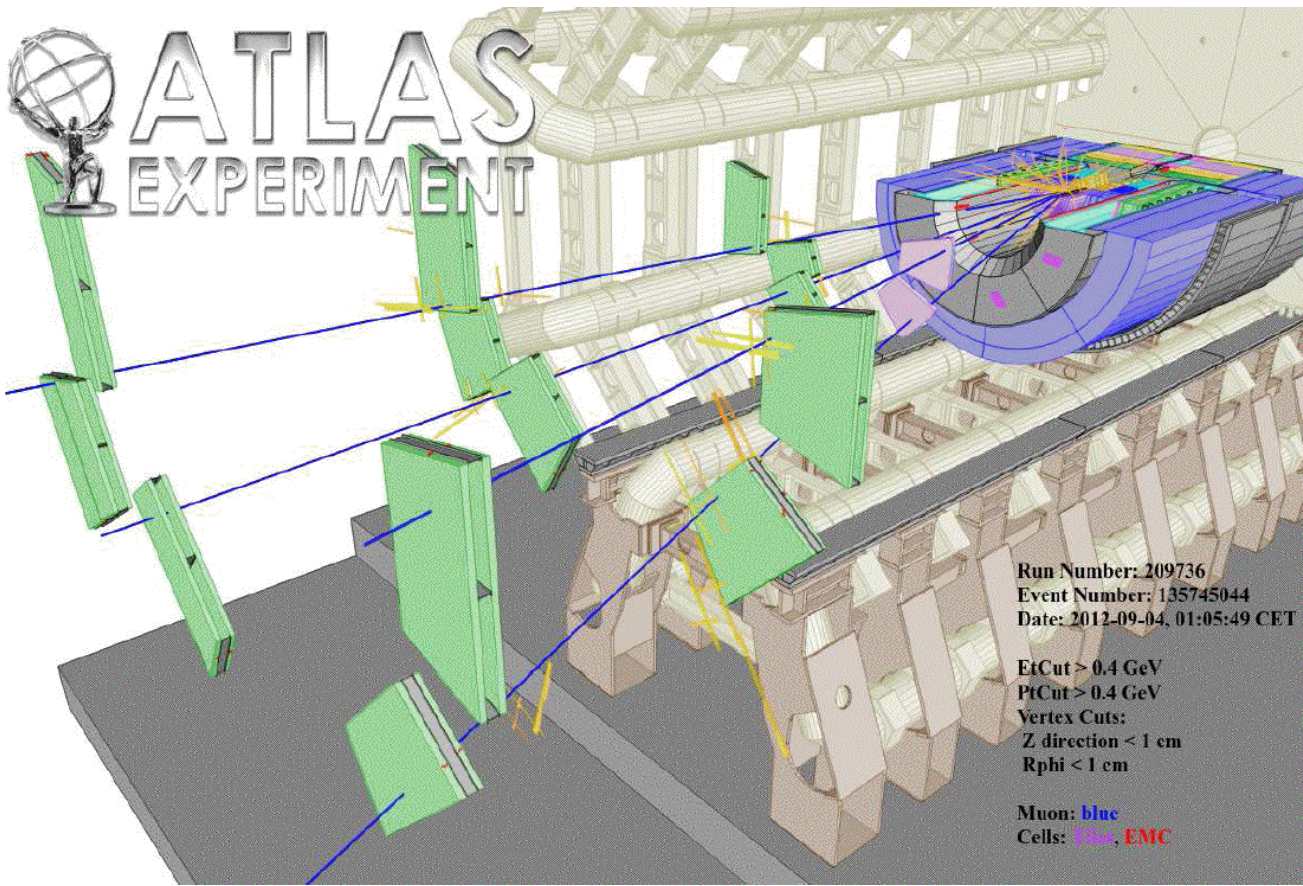 ATLAS
EXPERIMENT
Run Number: 209736
Event Number: 135745044
Date: 2012-09-04, 01:05:49 CET
EtCut > 0.4 GeV
PtCut > 0.4 GeV
Vertex Cuts:
Z direction < 1 cm
Rphi < 1 cm
Muon: blue
Cells: Tiles, EMC